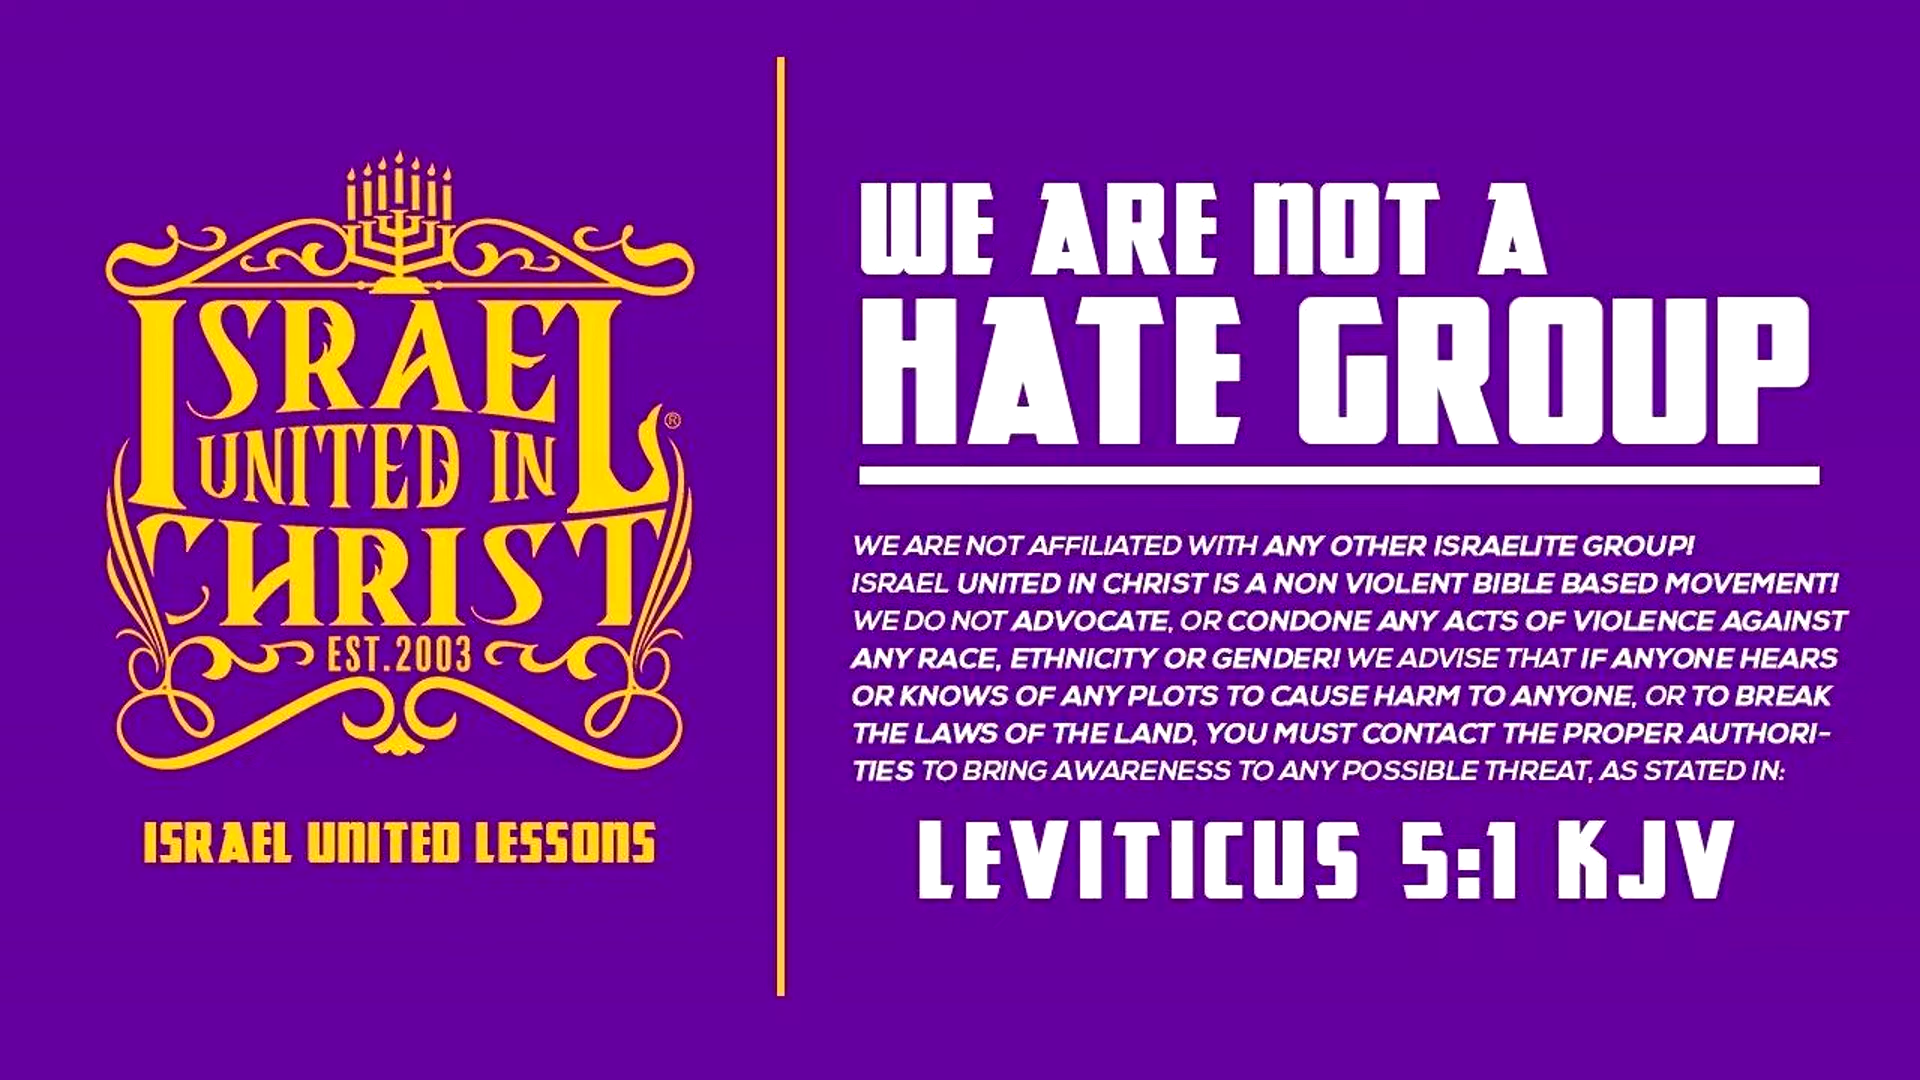 ISRAEL
UNITED IN
CHRIST
®
EST.2003
ISRAEL UNITED LESSONS
WE ARE NOT A
HATE GROUP
WE ARE NOT AFFILIATED WITH ANY OTHER ISRAELITE GROUP!
ISRAEL UNITED IN CHRIST IS A NON VIOLENT BIBLE BASED MOVEMENT!
WE DO NOT ADVOCATE, OR CONDONE ANY ACTS OF VIOLENCE AGAINST
ANY RACE, ETHNICITY OR GENDER! WE ADVISE THAT IF ANYONE HEARS
OR KNOWS OF ANY PLOTS TO CAUSE HARM TO ANYONE, OR TO BREAK
THE LAWS OF THE LAND, YOU MUST CONTACT THE PROPER AUTHORI-
TIES TO BRING AWARENESS TO ANY POSSIBLE THREAT, AS STATED IN:
LEVITICUS 5:1 KJV